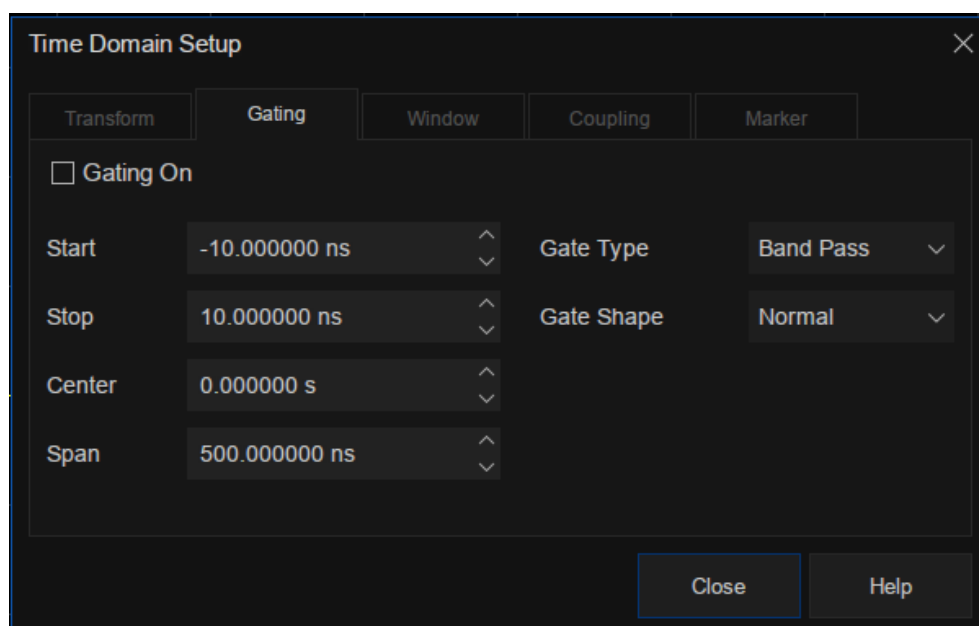 Time Domain Setup
Transform
Gating
Window
Coupling
Marker
Gating On
Start
-10.000000 ns
Gate Type
Band Pass
Stop
10.000000 ns
Gate Shape
Normal
Center
0.000000 s
Span
500.000000 ns
Close
Help